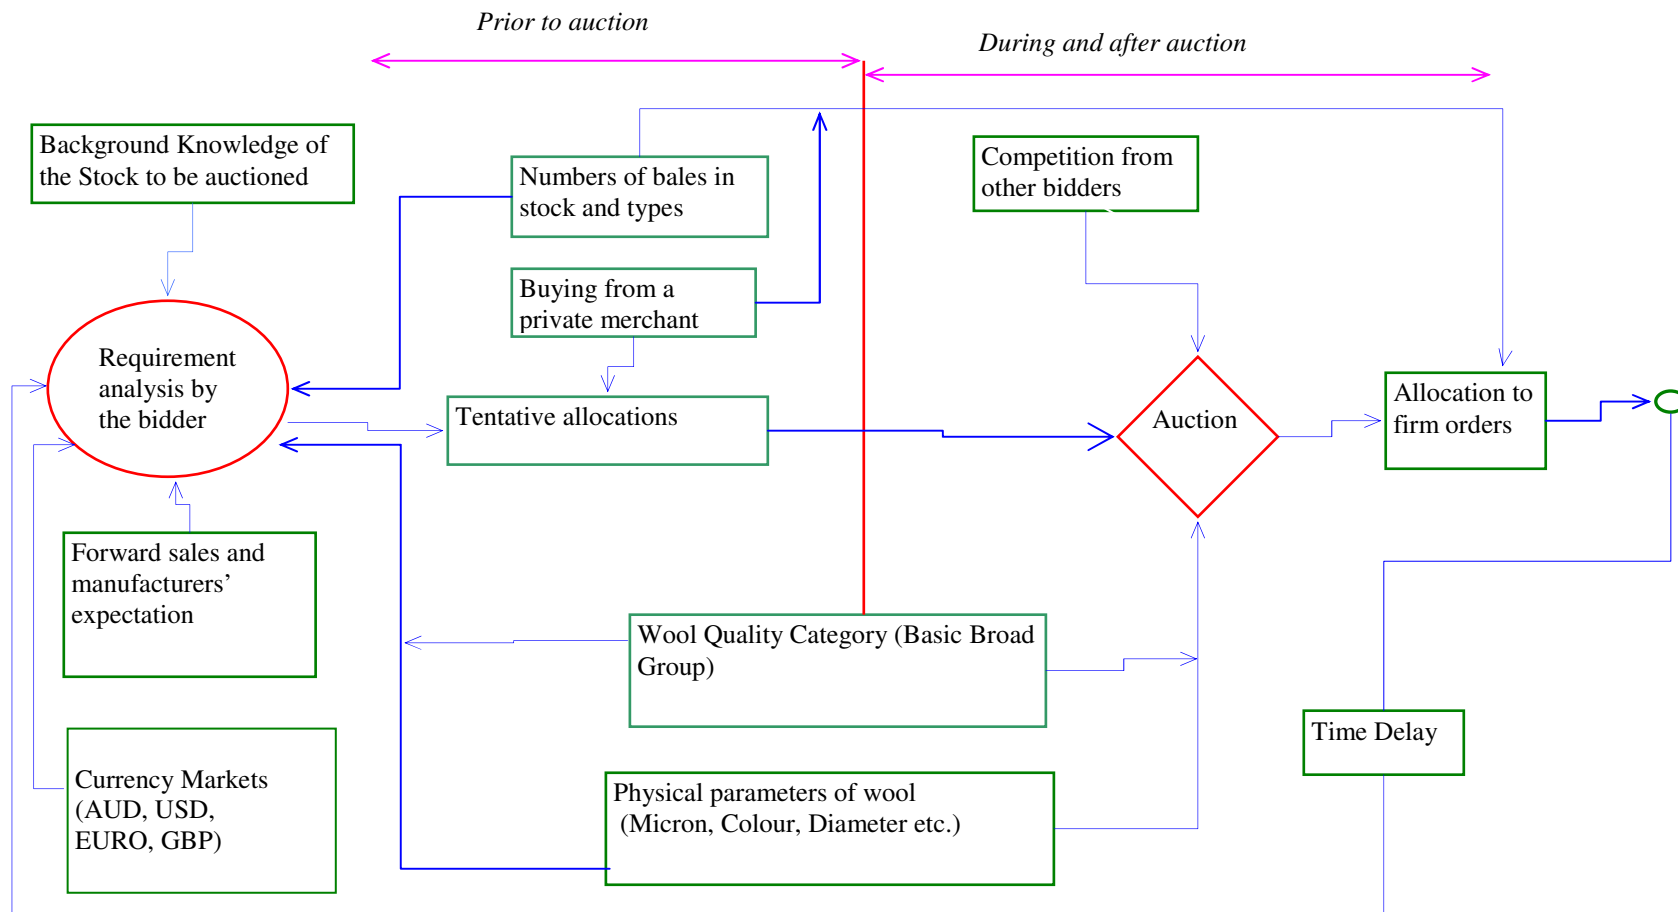 Prior to auction
During and after auction
Background Knowledge of
the Stock to be auctioned
Numbers of bales in
stock and types
Competition from
other bidders
Buying from a
private merchant
Requirement
analysis by
the bidder
Tentative allocations
Auction
Allocation to
firm orders
Forward sales and
manufacturers’
expectation
Wool Quality Category (Basic Broad
Group)
Time Delay
Currency Markets
(AUD, USD,
EURO, GBP)
Physical parameters of wool
(Micron, Colour, Diameter etc.)